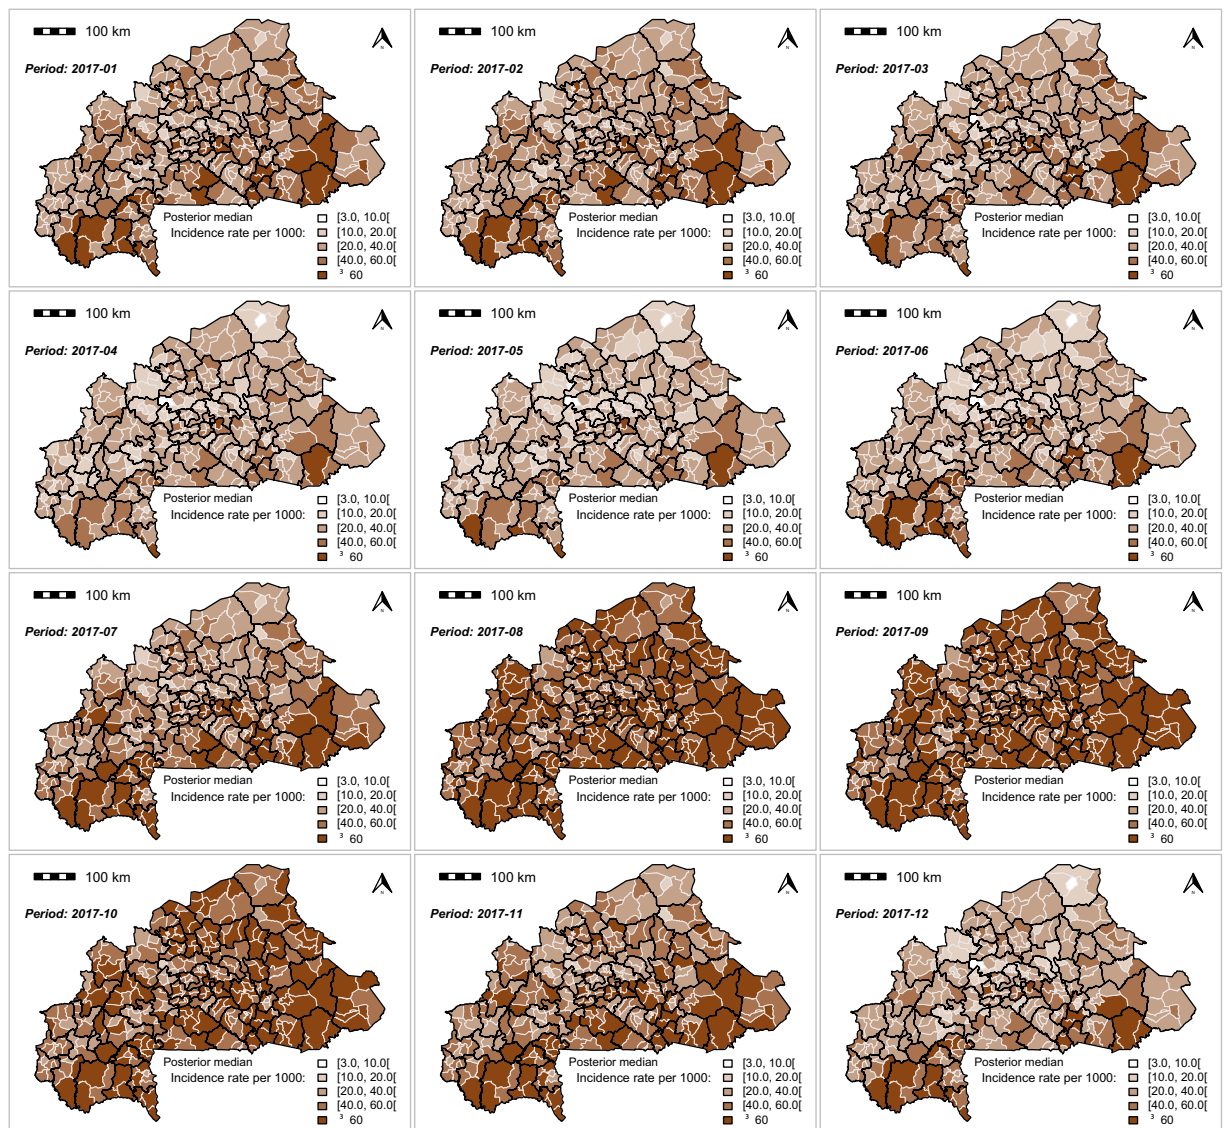 100 km
N
Period: 2017-01
Posterior median
Incidence rate per 1000:
[3.0, 10.0[
[10.0, 20.0[
[20.0, 40.0[
[40.0, 60.0[
³ 60
100 km
N
Period: 2017-02
Posterior median
Incidence rate per 1000:
[3.0, 10.0[
[10.0, 20.0[
[20.0, 40.0[
[40.0, 60.0[
³ 60
100 km
N
Period: 2017-03
Posterior median
Incidence rate per 1000:
[3.0, 10.0[
[10.0, 20.0[
[20.0, 40.0[
[40.0, 60.0[
³ 60
100 km
N
Period: 2017-04
Posterior median
Incidence rate per 1000:
[3.0, 10.0[
[10.0, 20.0[
[20.0, 40.0[
[40.0, 60.0[
³ 60
100 km
N
Period: 2017-05
Posterior median
Incidence rate per 1000:
[3.0, 10.0[
[10.0, 20.0[
[20.0, 40.0[
[40.0, 60.0[
³ 60
100 km
N
Period: 2017-06
Posterior median
Incidence rate per 1000:
[3.0, 10.0[
[10.0, 20.0[
[20.0, 40.0[
[40.0, 60.0[
³ 60
100 km
N
Period: 2017-07
Posterior median
Incidence rate per 1000:
[3.0, 10.0[
[10.0, 20.0[
[20.0, 40.0[
[40.0, 60.0[
³ 60
100 km
N
Period: 2017-08
Posterior median
Incidence rate per 1000:
[3.0, 10.0[
[10.0, 20.0[
[20.0, 40.0[
[40.0, 60.0[
³ 60
100 km
N
Period: 2017-09
Posterior median
Incidence rate per 1000:
[3.0, 10.0[
[10.0, 20.0[
[20.0, 40.0[
[40.0, 60.0[
³ 60
100 km
N
Period: 2017-10
Posterior median
Incidence rate per 1000:
[3.0, 10.0[
[10.0, 20.0[
[20.0, 40.0[
[40.0, 60.0[
³ 60
100 km
N
Period: 2017-11
Posterior median
Incidence rate per 1000:
[3.0, 10.0[
[10.0, 20.0[
[20.0, 40.0[
[40.0, 60.0[
³ 60
100 km
N
Period: 2017-12
Posterior median
Incidence rate per 1000:
[3.0, 10.0[
[10.0, 20.0[
[20.0, 40.0[
[40.0, 60.0[
³ 60